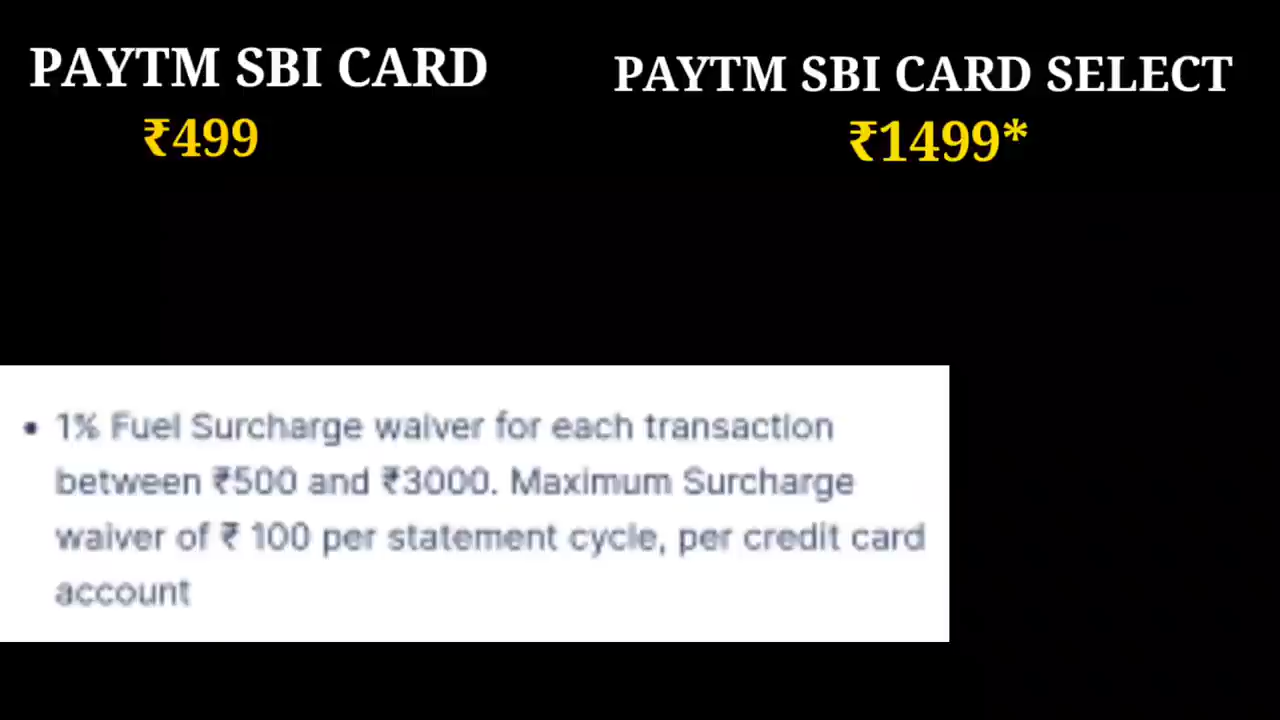 PAYTM SBI CARD
₹499
PAYTM SBI CARD SELECT
₹1499*
• 1% Fuel Surcharge waiver for each transaction
between ₹500 and ₹3000. Maximum Surcharge
waiver of ₹ 100 per statement cycle, per credit card
account